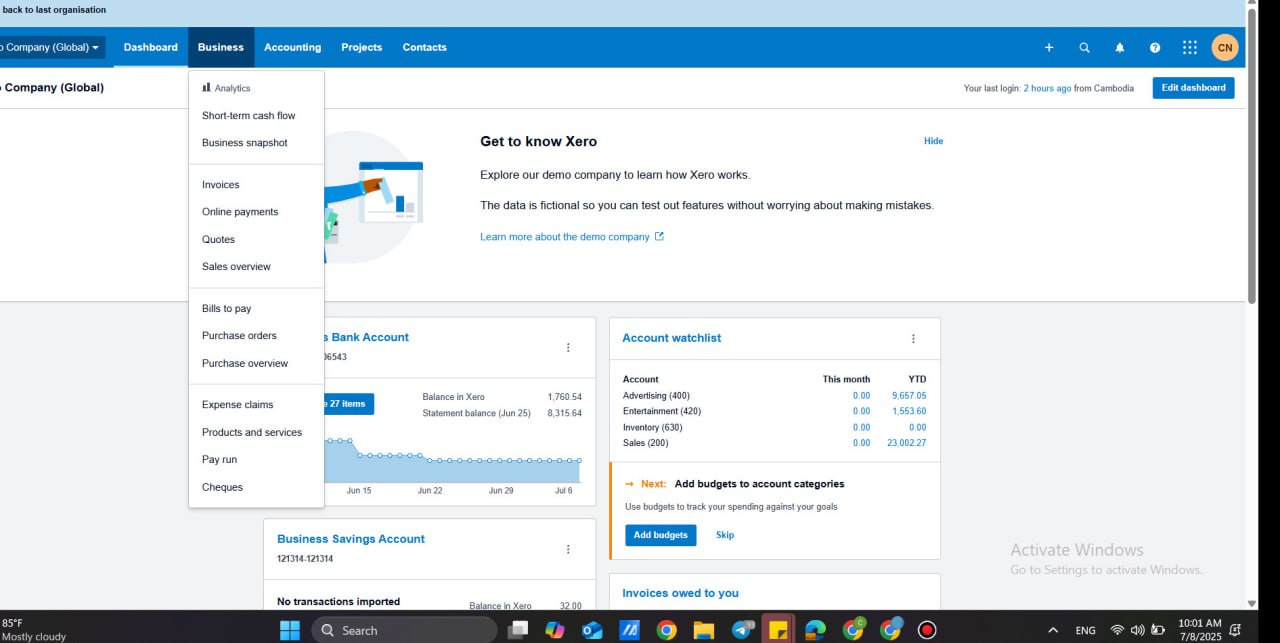 back to last organisation
Company (Global)
Dashboard
Business
Accounting
Projects
Contacts
CN
Company (Global)
Your last login: 2 hours ago from Cambodia
Edit dashboard
Analytics
Short-term cash flow
Business snapshot
Invoices
Online payments
Quotes
Sales overview
Bills to pay
Purchase orders
Purchase overview
Expense claims
Products and services
Pay run
Cheques
Get to know Xero
Hide
Explore our demo company to learn how Xero works.
The data is fictional so you can test out features without worrying about making mistakes.
Learn more about the demo company
s Bank Account
06543
27 items
Balance in Xero 1,760.54
Statement balance (Jun 25) 8,315.64
Jun 15 Jun 22 Jun 29 Jul 6
Business Savings Account
121314-121314
No transactions imported
Balance in Xero 32.00
Account watchlist
Account This month YTD
Advertising (400) 0.00 9,657.05
Entertainment (420) 0.00 1,553.60
Inventory (630) 0.00 0.00
Sales (200) 0.00 23,002.27
→ Next: Add budgets to account categories
Use budgets to track your spending against your goals
Add budgets
Skip
Invoices owed to you
Activate Windows
Go to Settings to activate Windows.
85°F
Mostly cloudy
Search
ENG
10:01 AM
7/8/2025